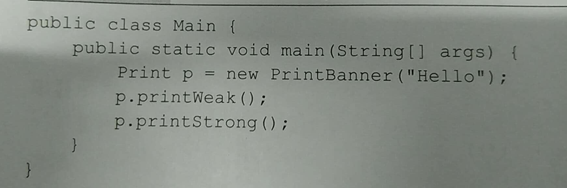 public class Main {
    public static void main(String[] args) {
        Print p = new PrintBanner("Hello");
        p.printWeak();
        p.printStrong();
    }
}